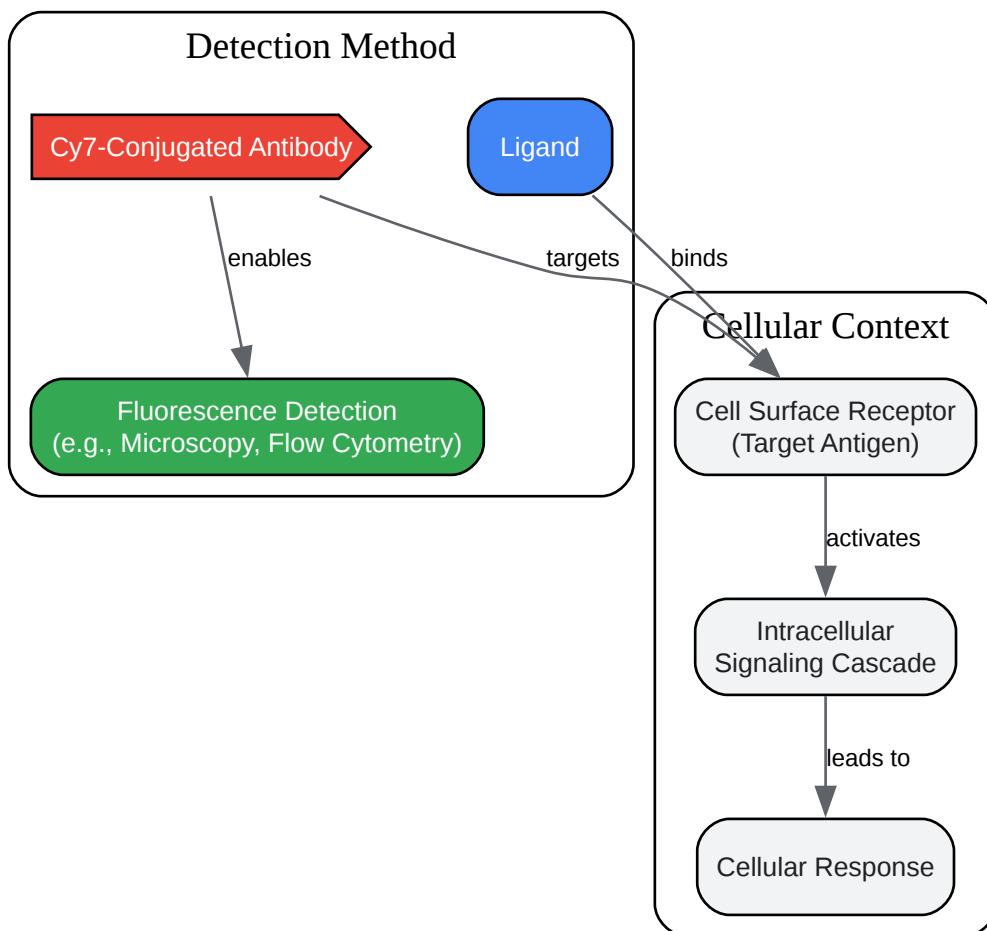 Detection Method
Cy7-Conjugated Antibody
Ligand
enables
targets
binds
Cellular Context
Fluorescence Detection
(e.g., Microscopy, Flow Cytometry)
Cell Surface Receptor
(Target Antigen)
activates
Intracellular
Signaling Cascade
leads to
Cellular Response